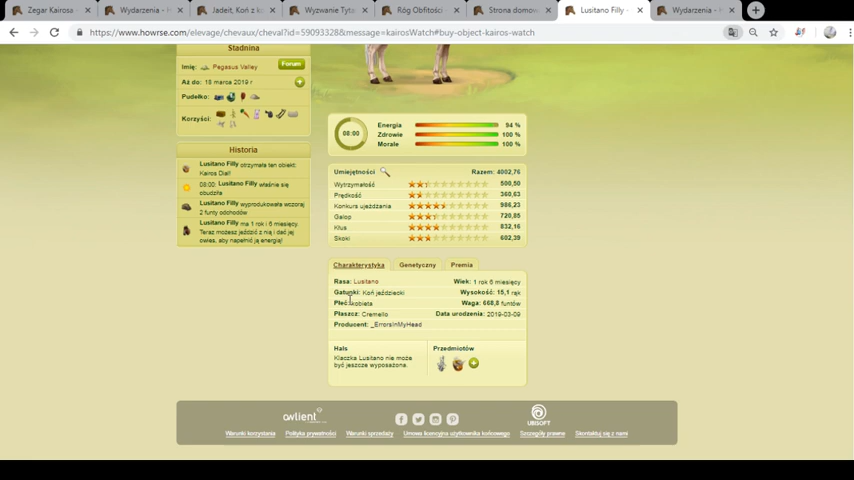 Zegar Kairosa
Wydarzenia - H
Jadeit, Koń z ko
Wyzwanie Tyta
Róg Obfitości
Strona domow
Lusitano Filly
Wydarzenia - H
https://www.howrse.com/elevage/chevaux/cheval?id=59093328&message=kairosWatch#buy-object-kairos-watch
Stadnina
Imię: Pegasus Valley
Forum
Aż do: 18 marca 2019 r
Pudełko:
Korzyści:
Historia
Lusitano Filly otrzymała ten obiekt:
Kairos Dial!
08:00: Lusitano Filly właśnie się
obudziła
Lusitano Filly wyprodukowała wczoraj
2 funty odchodów
Lusitano Filly ma 1 rok i 6 miesięcy.
Teraz możesz jeździć z nią i dać jej
owies, aby napełnić ją energią!
08:00
Energia 94 %
Zdrowie 100 %
Morale 100 %
Umiejętności Razem: 4002,76
Wytrzymałość 500,50
Prędkość 360,63
Konkurs ujeżdżania 986,23
Galop 720,85
Kłus 832,16
Skoki 602,39
Charakterystyka
Genetyczny
Premia
Rasa: Lusitano Wiek: 1 rok 6 miesięcy
Gatunki: Koń jeździecki Wysokość: 15,1 rąk
Płeć: kobieta Waga: 668,8 funtów
Płaszcz: Cremello Data urodzenia: 2019-03-09
Producent: _ErrorsInMyHead
Hals
Klaczka Lusitano nie może
być jeszcze wyposażone.
Przedmiotów
owlient
UBISOFT
Warunki korzystania
Polityka prywatności
Warunki sprzedaży
Umowa licencyjna użytkownika końcowego
Szczegóły prawne
Skontaktuj się z nami